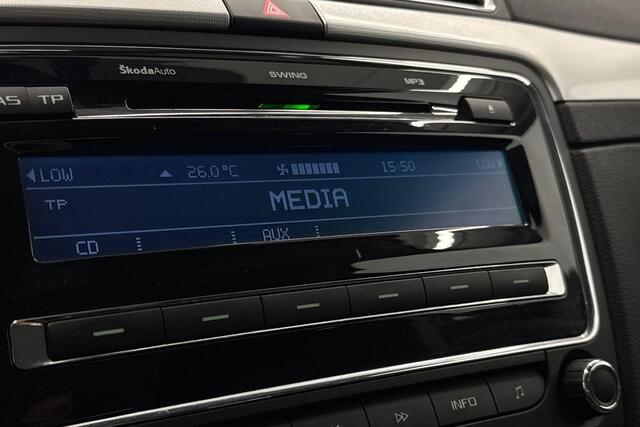 ŠkodaAuto SWING MP3
AS TP
LOW 26.0°C 15:50 LOW
TP MEDIA
CD AUX
INFO